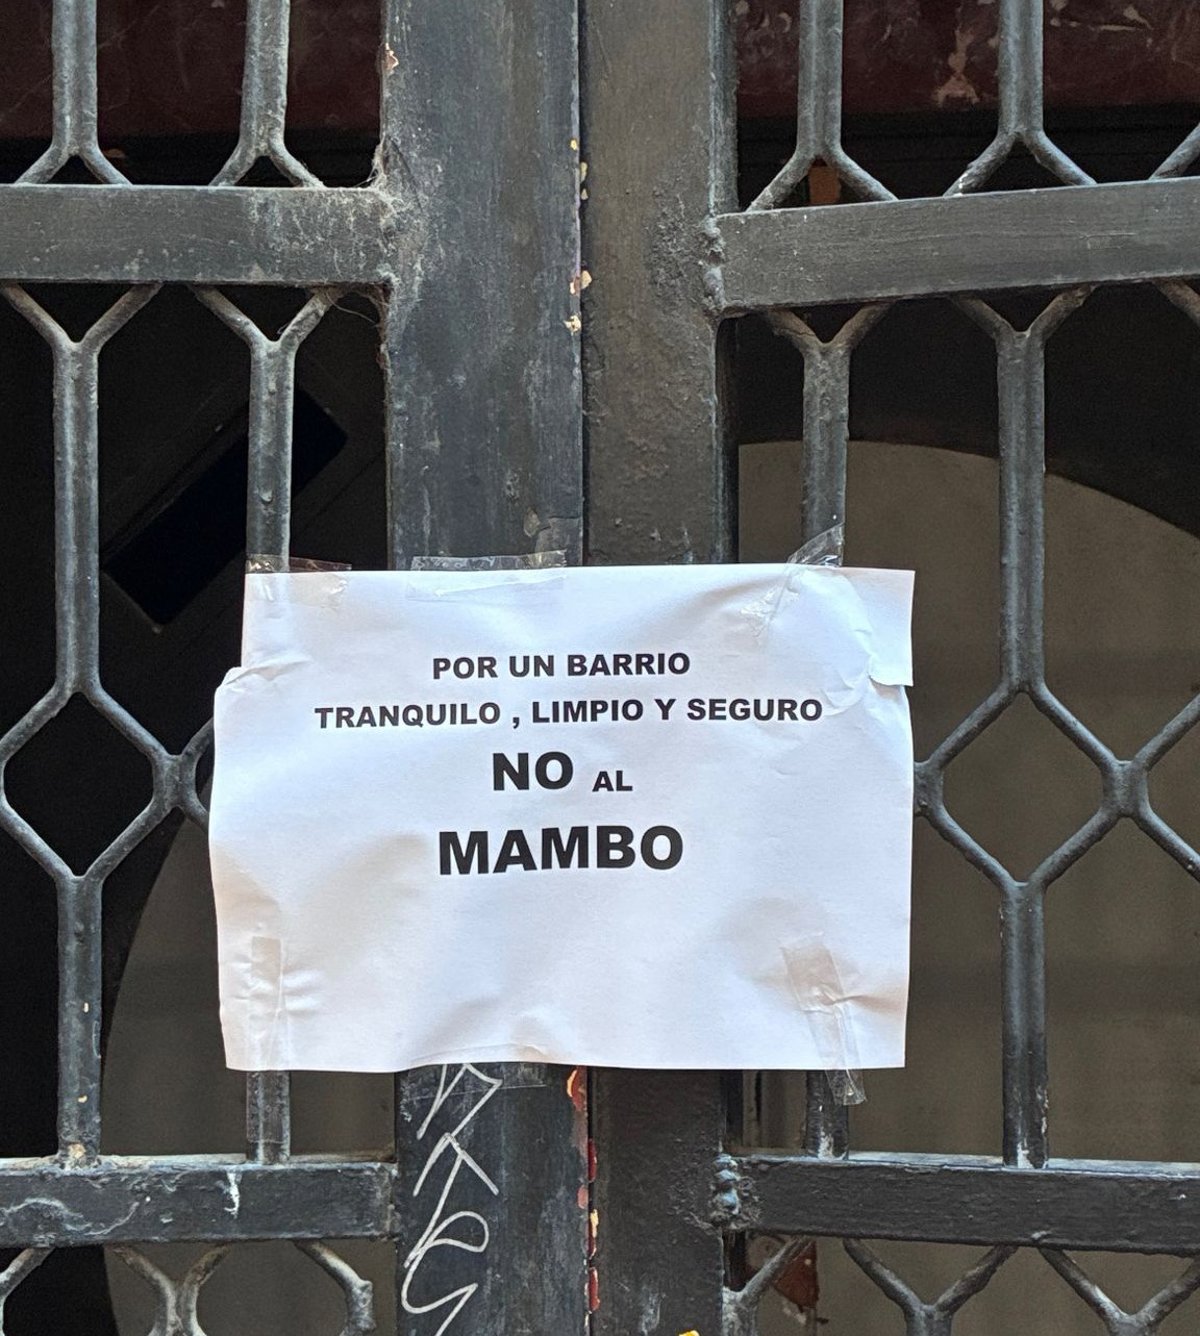 POR UN BARRIO
TRANQUILO , LIMPIO Y SEGURO
NO AL
MAMBO